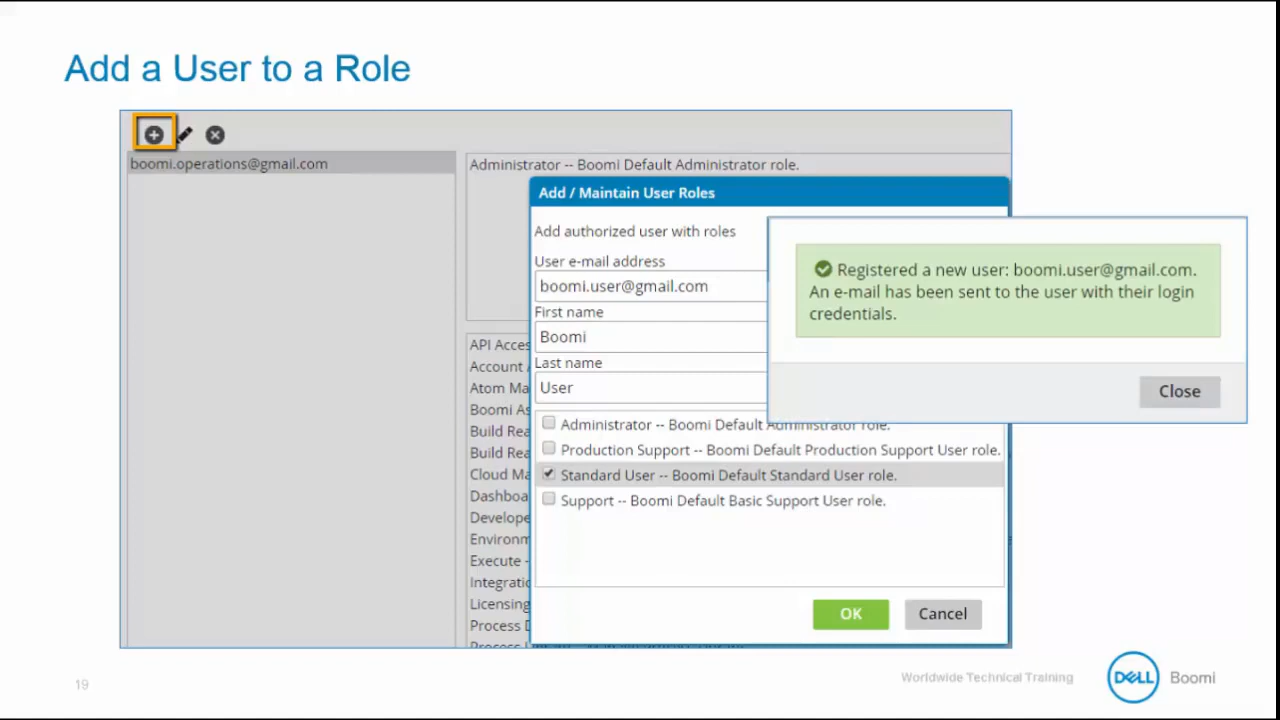 Add a User to a Role
boomi.operations@gmail.com
Administrator -- Boomi Default Administrator role.
Add / Maintain User Roles
Add authorized user with roles
User e-mail address
boomi.user@gmail.com
First name
Boomi
Last name
User
Registered a new user: boomi.user@gmail.com.
An e-mail has been sent to the user with their login
credentials.
Close
API Acces
Account
Atom Ma
Boomi As
Build Rea
Build Rea
Cloud Ma
Dashboa
Develope
Environm
Execute -
Integratio
Licensing
Process D
Administrator -- Boomi Default Administrator role.
Production Support -- Boomi Default Production Support User role.
Standard User -- Boomi Default Standard User role.
Support -- Boomi Default Basic Support User role.
OK
Cancel
19
Worldwide Technical Training
DELL
Boomi